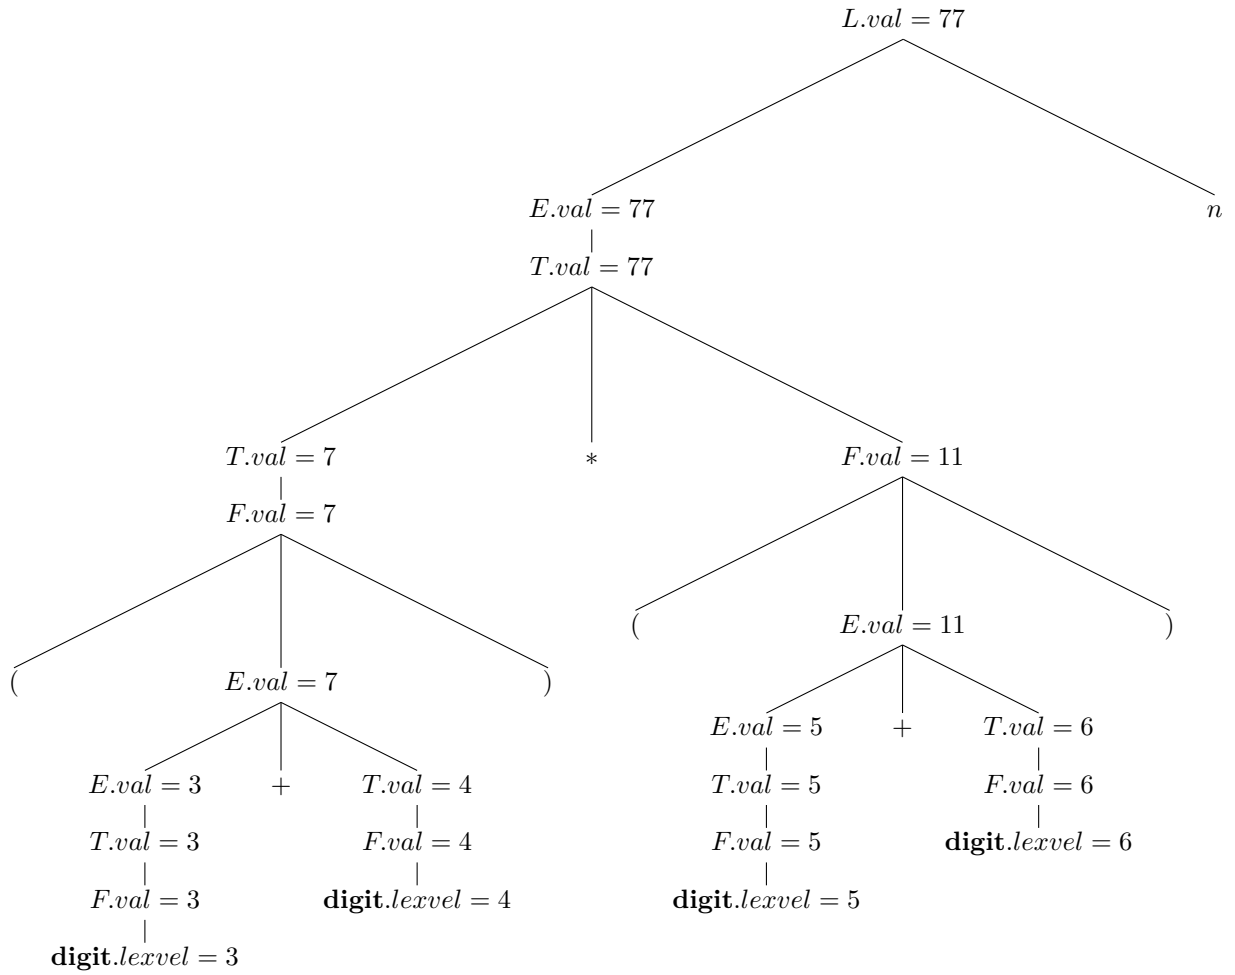 L.val = 77
E.val = 77 n
T.val = 77
T.val = 7 * F.val = 11
F.val = 7
( E.val = 11 )
( E.val = 7 )
E.val = 5 + T.val = 6
E.val = 3 + T.val = 4 T.val = 5 F.val = 6
T.val = 3 F.val = 4 F.val = 5 digit.lexvel = 6
F.val = 3 digit.lexvel = 4 digit.lexvel = 5
digit.lexvel = 3